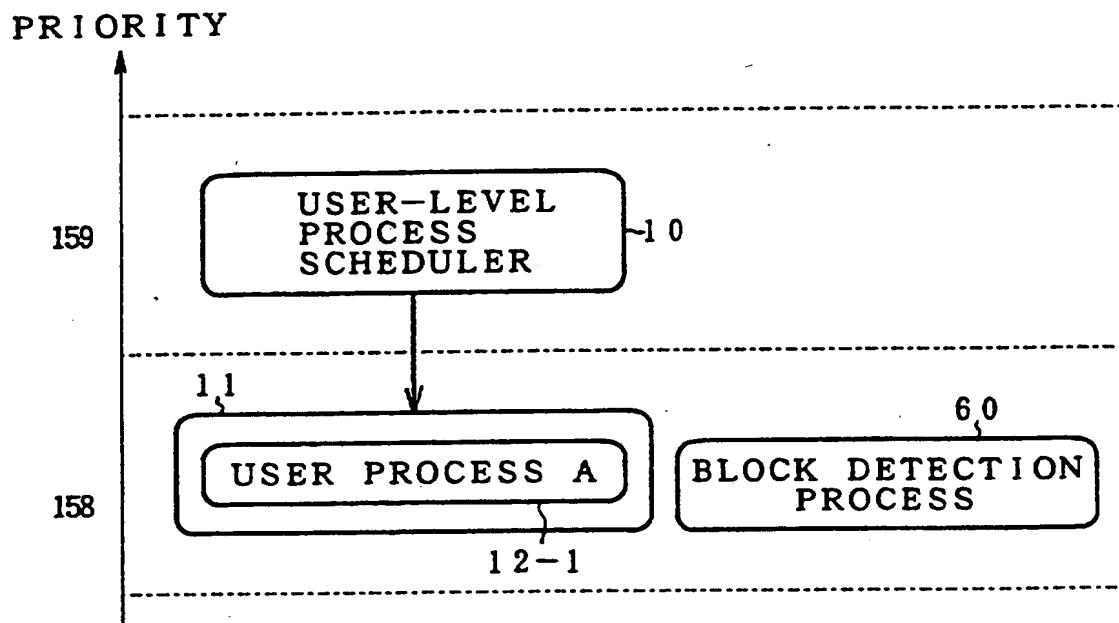 PRIORITY
159
USER-LEVEL
PROCESS
SCHEDULER
10
11
60
158
USER PROCESS A
BLOCK DETECTION
PROCESS
12-1